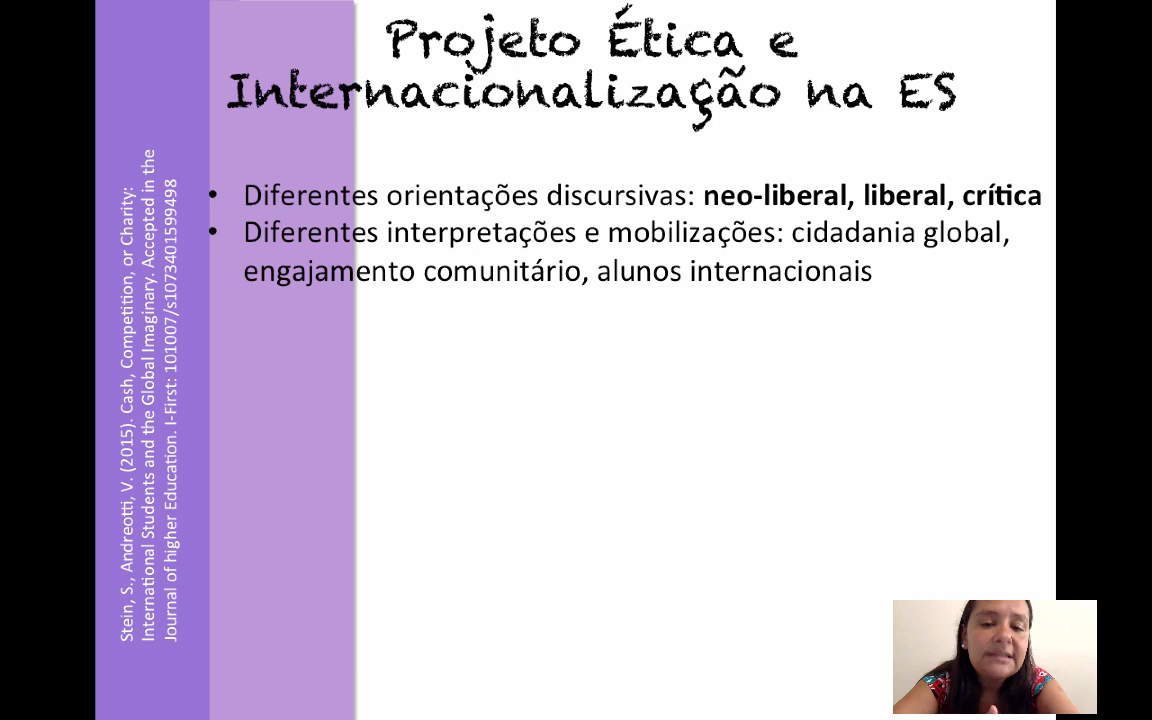 Projeto Ética e
Internacionalização na ES
• Diferentes orientações discursivas: neo-liberal, liberal, crítica
• Diferentes interpretações e mobilizações: cidadania global,
engajamento comunitário, alunos internacionais
Stein, S., Andreotti, V. (2015). Cash, Competition, or Charity:
International Students and the Global Imaginary. Accepted in the
Journal of higher Education. I-First: 101007/s1073401599498